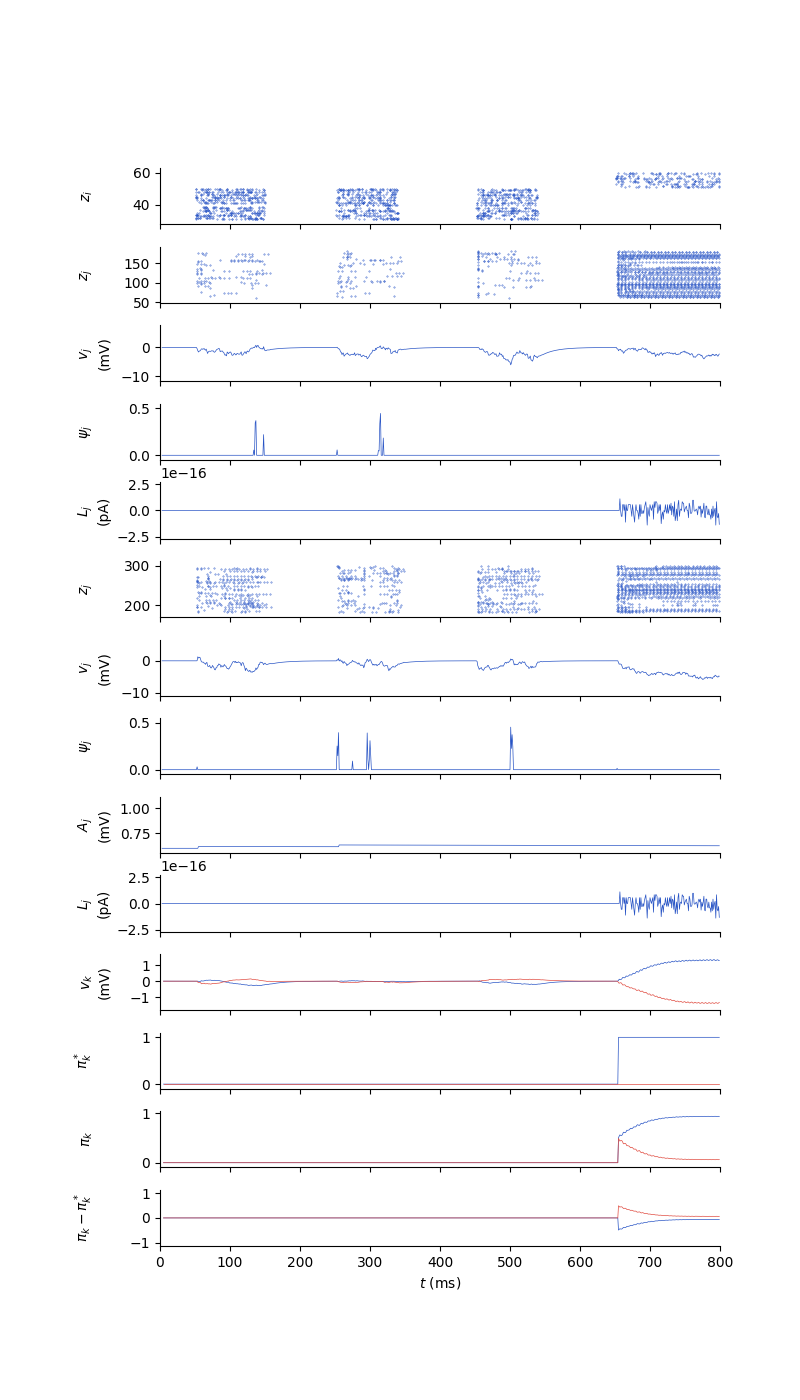 60
40
z_i
150
100
50
z_j
0
−10
v_j
(mV)
0.5
0.0
ψ_j
1e−16
2.5
0.0
−2.5
L_j
(pA)
300
200
z_j
0
−10
v_j
(mV)
0.5
0.0
ψ_j
1.00
0.75
A_j
(mV)
1e−16
2.5
0.0
−2.5
L_j
(pA)
1
0
−1
v_k
(mV)
1
0
π_k^*
1
0
π_k
1
0
−1
π_k − π_k^*
0 100 200 300 400 500 600 700 800
t (ms)